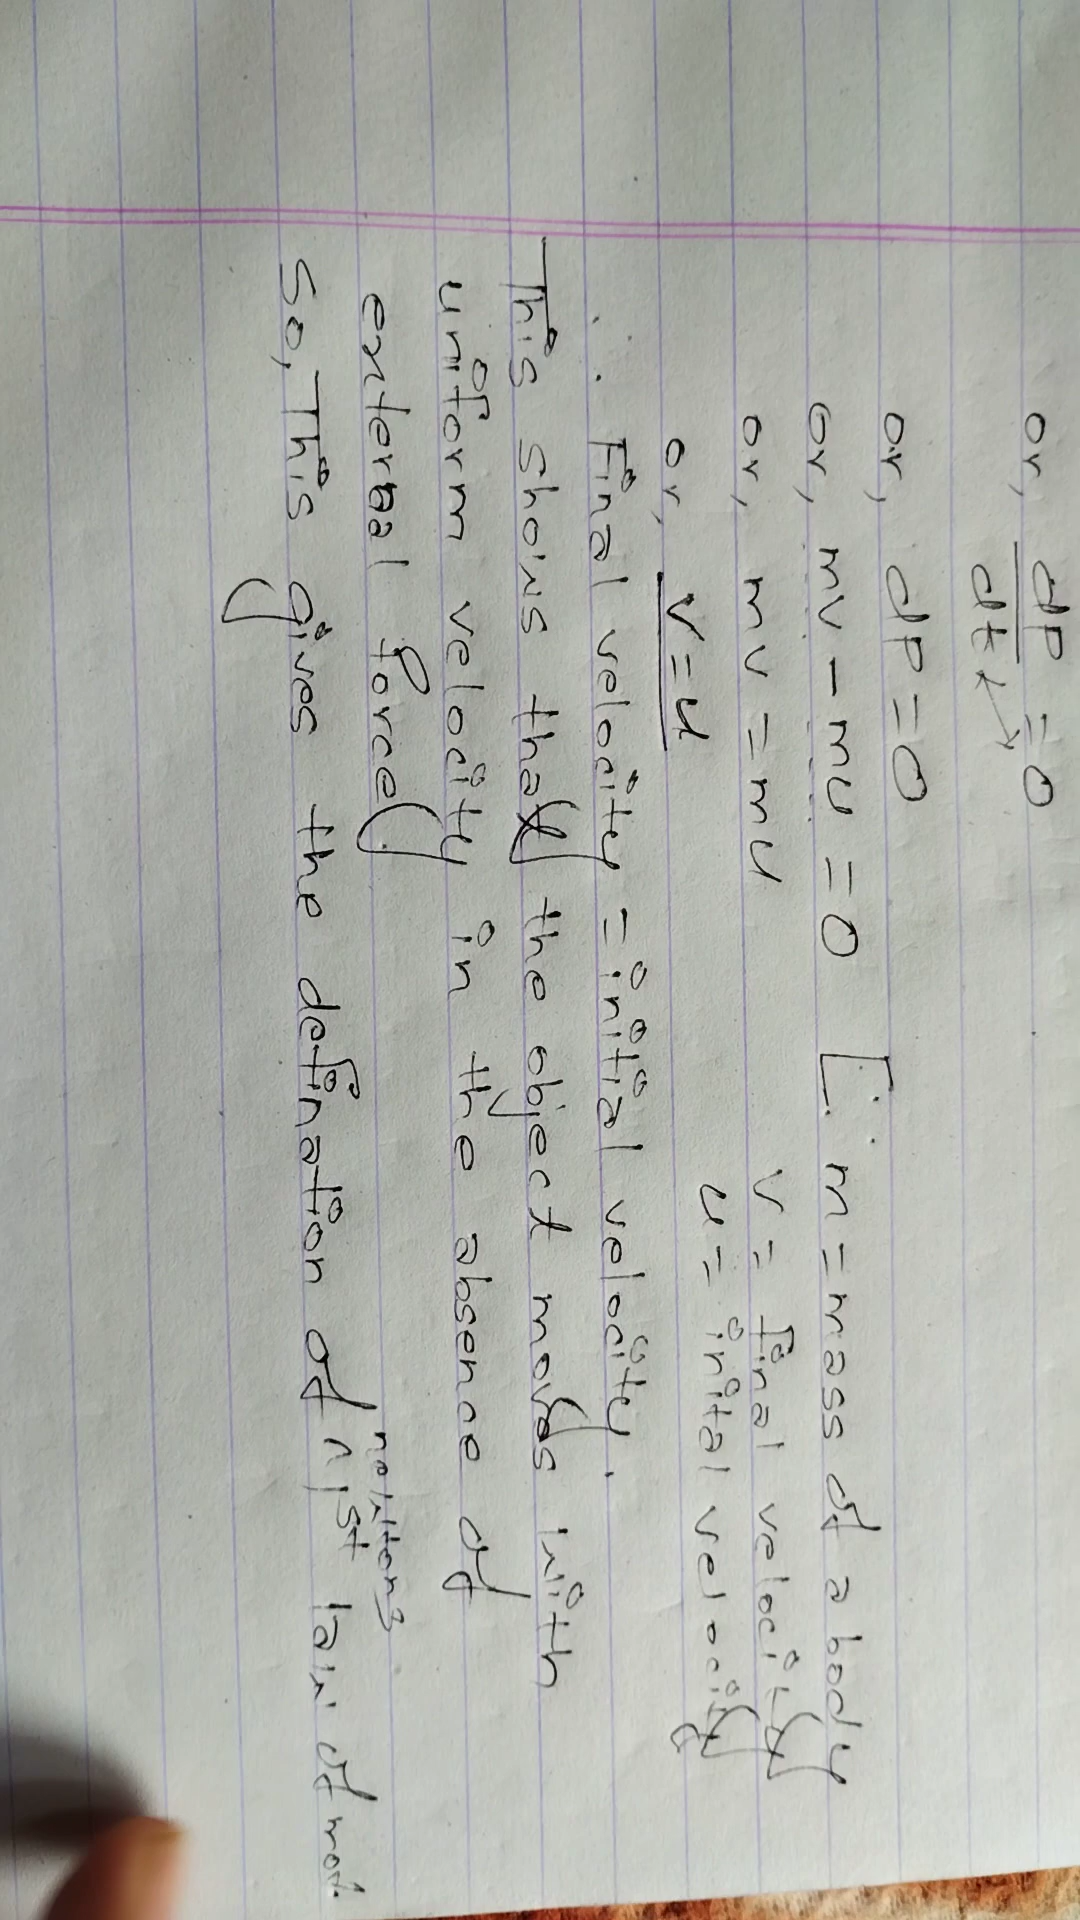 or, dP/dt = 0
or, dP = 0
or, mv - mu = 0 [∵ m = mass of a body
v = final velocity
or, mv = mu
u = inital velocity
or, v = u
∴ Final velocity = initial velocity.
This shows that the object moves with
uniform velocity in the absence of
external force.
newtons
So, This gives the defination of ^ 1st law of mot.